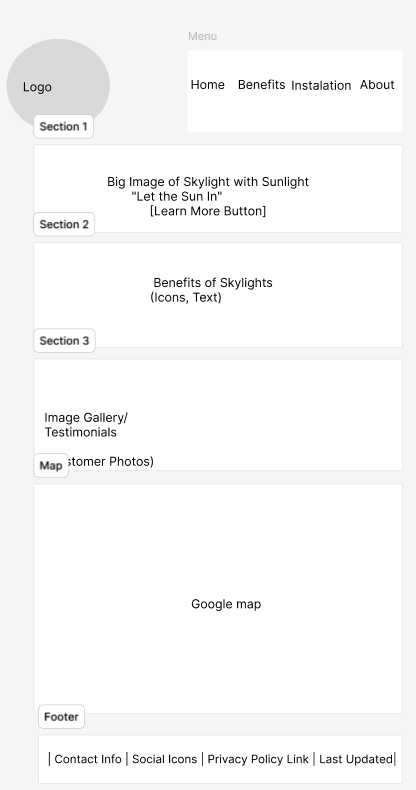 Menu
Logo
Home Benefits Instalation About
Section 1
Big Image of Skylight with Sunlight
"Let the Sun In"
[Learn More Button]
Section 2
Benefits of Skylights
(Icons, Text)
Section 3
Image Gallery/
Testimonials
Map
stomer Photos)
Google map
Footer
| Contact Info | Social Icons | Privacy Policy Link | Last Updated|